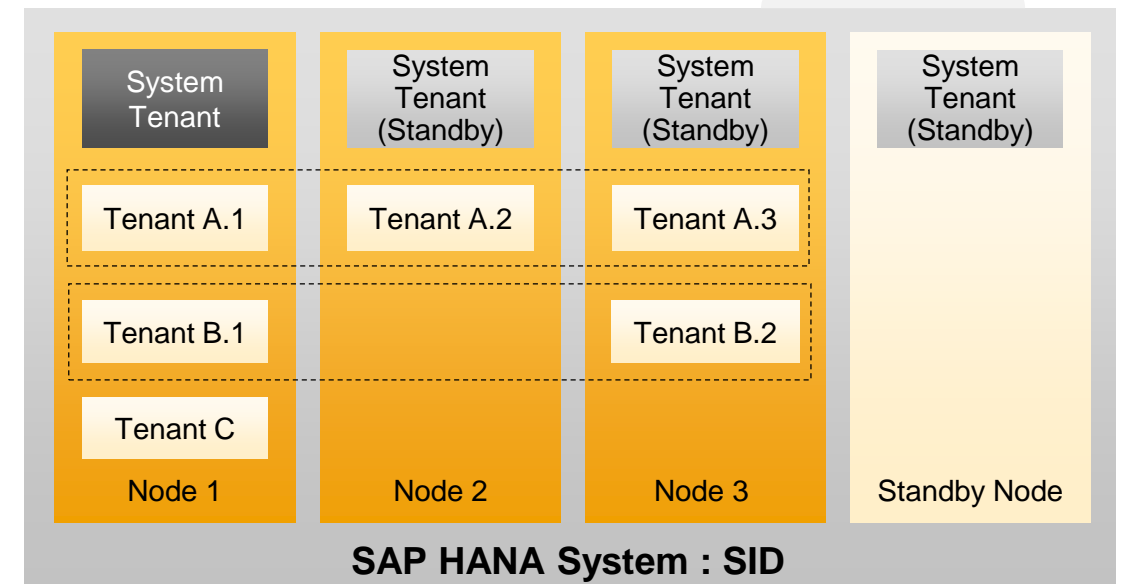 System
Tenant
System
Tenant
(Standby)
System
Tenant
(Standby)
System
Tenant
(Standby)
Tenant A.1
Tenant A.2
Tenant A.3
Tenant B.1
Tenant B.2
Tenant C
Node 1
Node 2
Node 3
Standby Node
SAP HANA System : SID